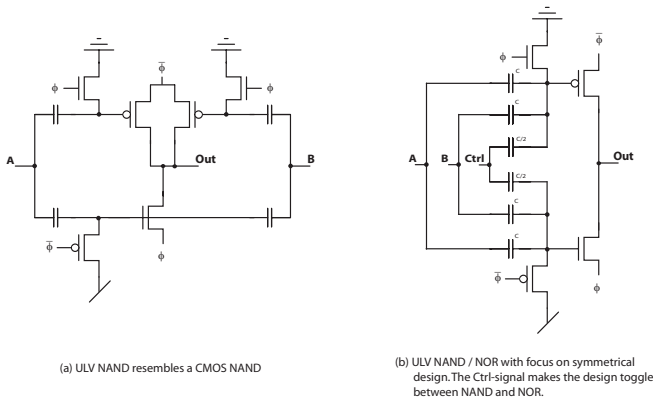 ϕ
ϕ̅
ϕ
A
Out
B
ϕ̅
ϕ
(a) ULV NAND resembles a CMOS NAND
ϕ
ϕ̅
C
C
C/2
A
B
Ctrl
Out
C/2
C
C
ϕ̅
ϕ
(b) ULV NAND / NOR with focus on symmetrical
design. The Ctrl-signal makes the design toggle
between NAND and NOR.